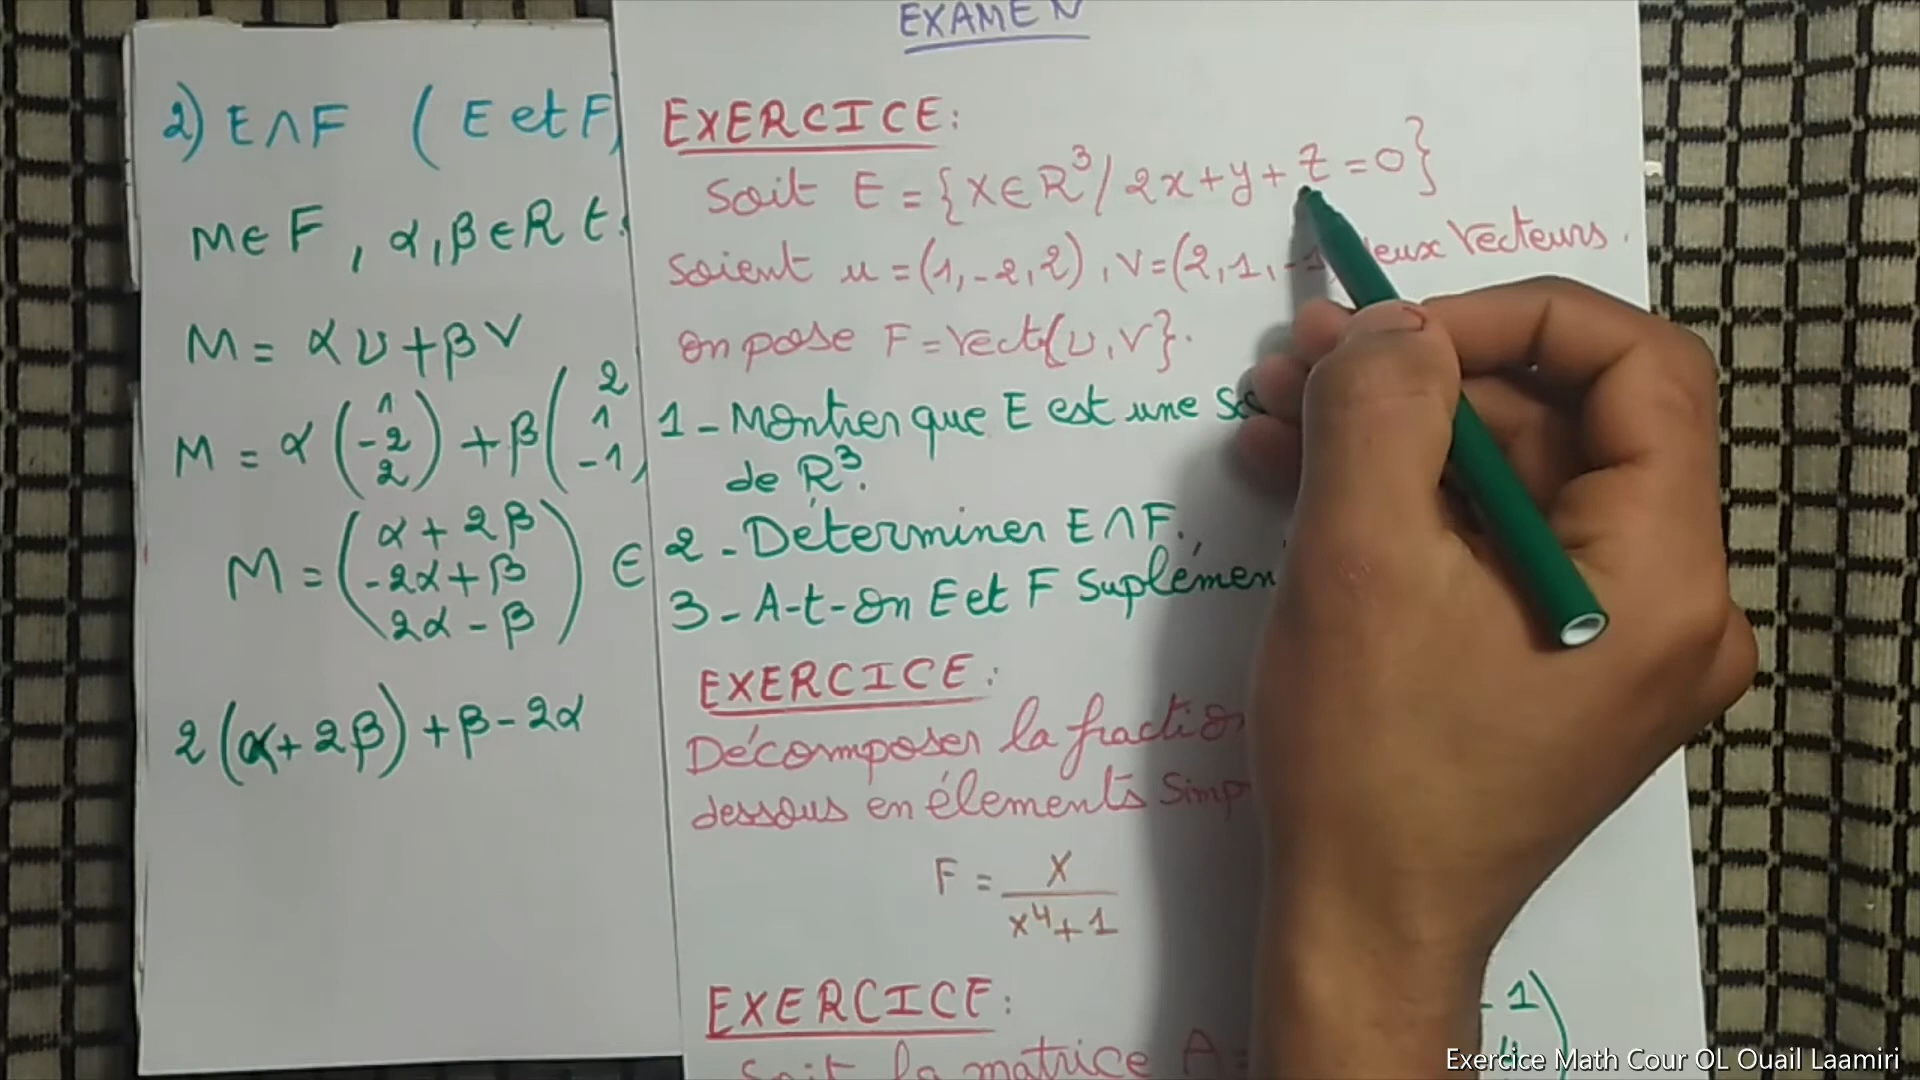 2) E∩F ( E et F
M∈F , α,β∈R t.
M = αU+βV
M = α(1 -2 2) + β(2 1 -1)
M = (α + 2β -2α + β 2α - β) ∈
2(α+2β)+β-2α
EXAMEN
EXERCICE:
Soit E = {X∈R³/ 2x+y+z=0}
Soient u = (1,-2,2) , V=(2,1,-1) deux Vecteurs.
on pose F=Vect{U,V}.
1- Montrer que E est une
de R³.
2 - Déterminer E∩F.
3 - A-t-on E et F
EXERCICE:
Décomposer la
dessous en élements
F = X / X⁴+1
EXERCICE:
Soit la matrice A=
- 1
Exercice Math Cour OL Ouail Laamiri